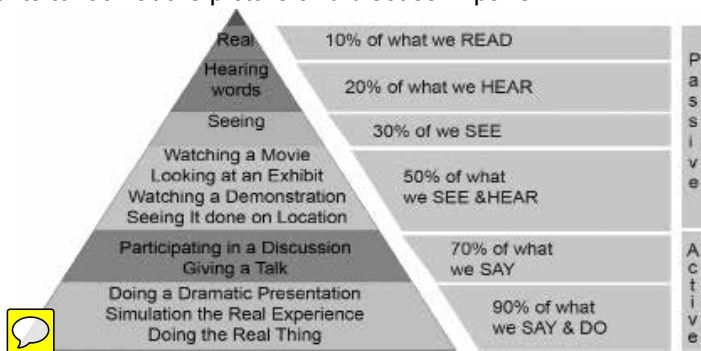 Real
10% of what we READ
Hearing
words
20% of what we HEAR
Seeing
30% of we SEE
Watching a Movie
Looking at an Exhibit
Watching a Demonstration
Seeing It done on Location
50% of what
we SEE &HEAR
Passive
Participating in a Discussion
Giving a Talk
70% of what
we SAY
Doing a Dramatic Presentation
Simulation the Real Experience
Doing the Real Thing
90% of what
we SAY & DO
Active